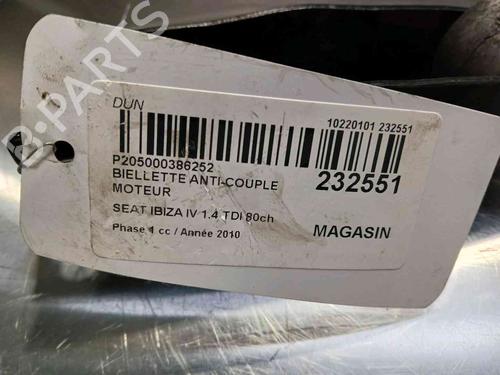 DUN
10220101 232551
P205000386252
BIELLETTE ANTI-COUPLE
MOTEUR
232551
SEAT IBIZA IV 1.4 TDI 80ch
Phase 1 cc / Année 2010
MAGASIN
B-PARTS